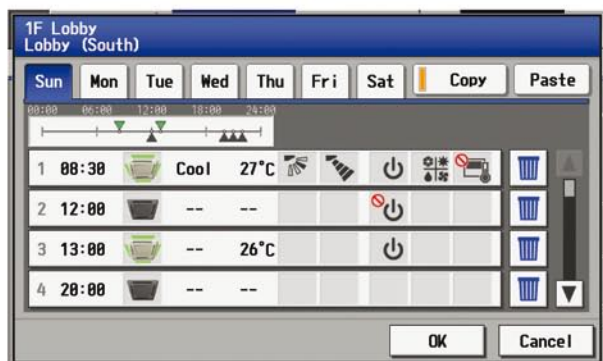 1F Lobby
Lobby (South)
Sun Mon Tue Wed Thu Fri Sat Copy Paste
00:00 06:00 12:00 18:00 24:00
1 08:30 Cool 27°C
2 12:00 -- --
3 13:00 -- 26°C
4 20:00 -- --
OK Cancel